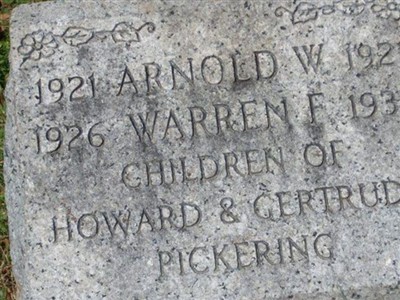 1921 ARNOLD W 192
1926 WARREN F 193
CHILDREN OF
HOWARD & GERTRUD
PICKERING